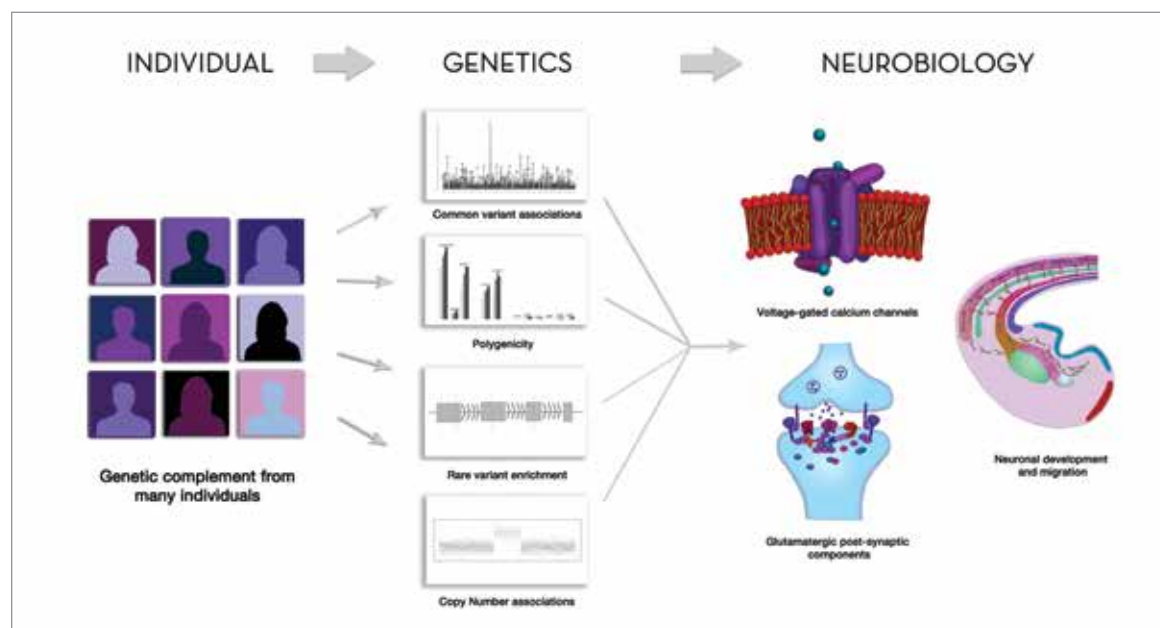 INDIVIDUAL
GENETICS
NEUROBIOLOGY
Common variant associations
Polygenicity
Rare variant enrichment
Copy Number associations
Genetic complement from
many individuals
Voltage-gated calcium channels
Glutamatergic post-synaptic
components
Neuronal development
and migration